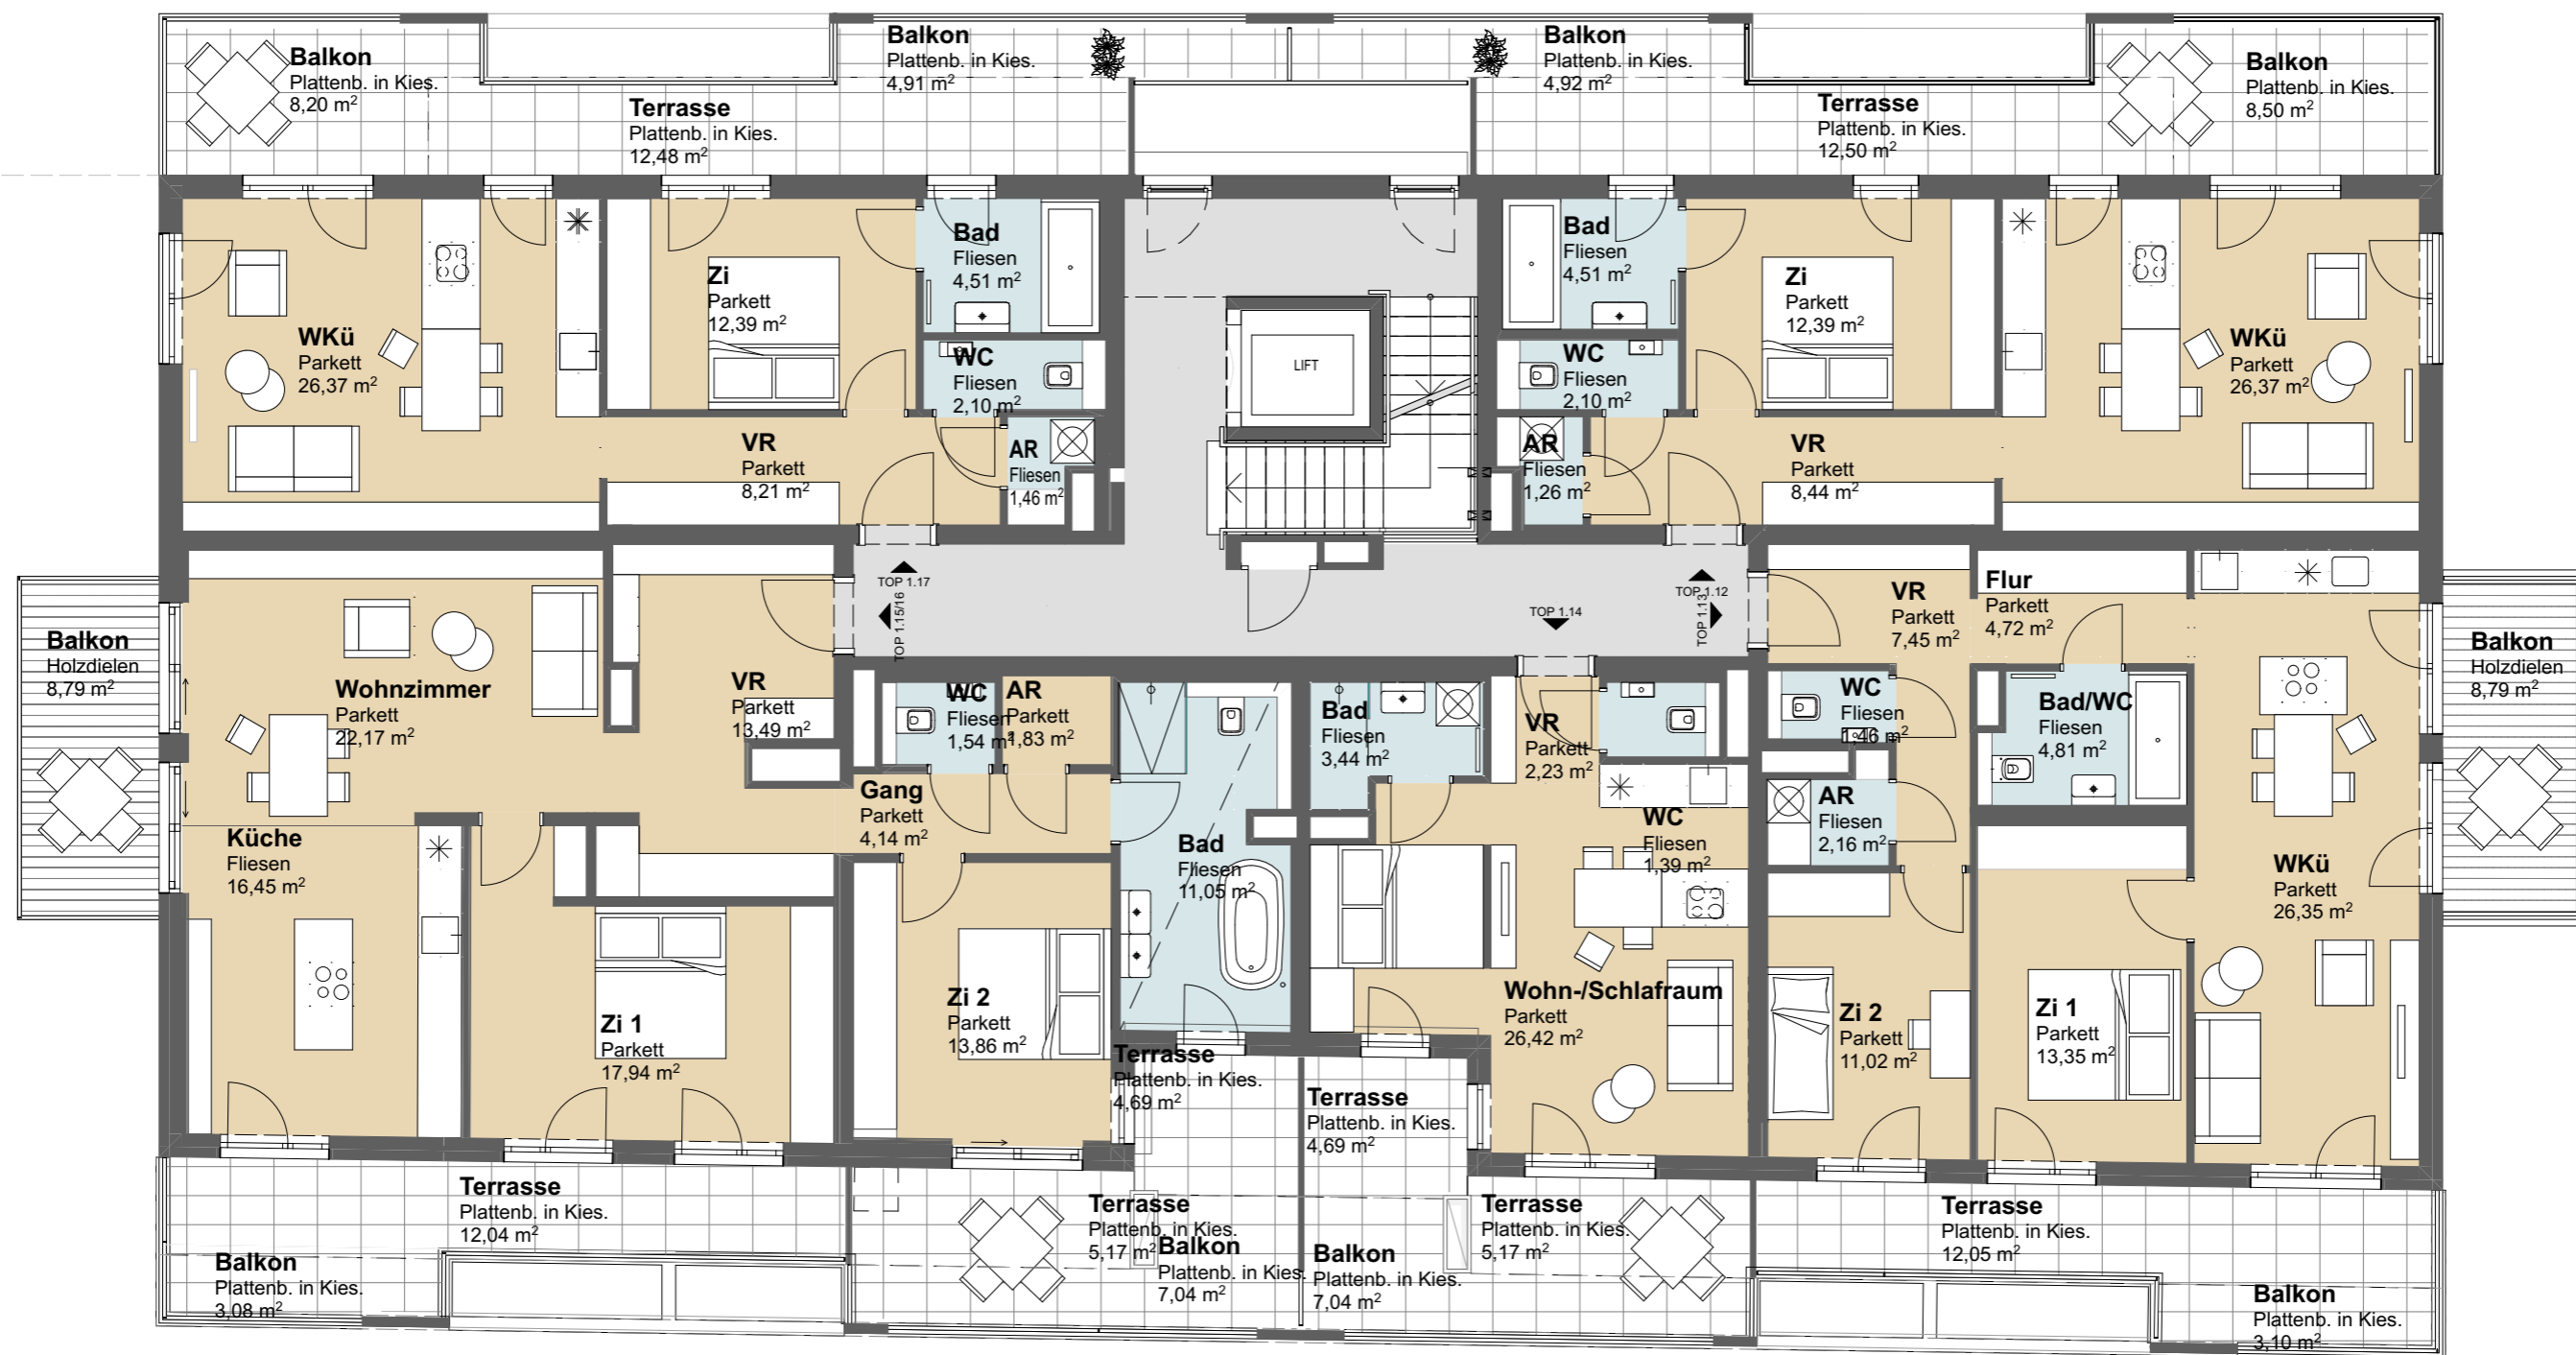 Balkon
Plattenb. in Kies.
8,20 m²
Terrasse
Plattenb. in Kies.
12,48 m²
Balkon
Plattenb. in Kies.
4,91 m²
Balkon
Plattenb. in Kies.
4,92 m²
Terrasse
Plattenb. in Kies.
12,50 m²
Balkon
Plattenb. in Kies.
8,50 m²
WKü
Parkett
26,37 m²
Zi
Parkett
12,39 m²
Bad
Fliesen
4,51 m²
WC
Fliesen
2,10 m²
VR
Parkett
8,21 m²
AR
Fliesen
1,46 m²
LIFT
Bad
Fliesen
4,51 m²
WC
Fliesen
2,10 m²
AR
Fliesen
1,26 m²
Zi
Parkett
12,39 m²
VR
Parkett
8,44 m²
WKü
Parkett
26,37 m²
TOP 1.17
TOP 1.15/16
TOP 1.14
TOP 1.12
TOP 1.13
Balkon
Holzdielen
8,79 m²
Wohnzimmer
Parkett
22,17 m²
Küche
Fliesen
16,45 m²
VR
Parkett
13,49 m²
WC
Fliesen
1,54 m²
AR
Parkett
1,83 m²
Gang
Parkett
4,14 m²
Bad
Fliesen
11,05 m²
Zi 1
Parkett
17,94 m²
Zi 2
Parkett
13,86 m²
Bad
Fliesen
3,44 m²
VR
Parkett
2,23 m²
WC
Fliesen
1,39 m²
Wohn-/Schlafraum
Parkett
26,42 m²
VR
Parkett
7,45 m²
Flur
Parkett
4,72 m²
WC
Fliesen
1,46 m²
Bad/WC
Fliesen
4,81 m²
AR
Fliesen
2,16 m²
Zi 2
Parkett
11,02 m²
Zi 1
Parkett
13,35 m²
WKü
Parkett
26,35 m²
Balkon
Holzdielen
8,79 m²
Terrasse
Plattenb. in Kies.
4,69 m²
Terrasse
Plattenb. in Kies.
4,69 m²
Terrasse
Plattenb. in Kies.
12,04 m²
Balkon
Plattenb. in Kies.
3,08 m²
Terrasse
Plattenb. in Kies.
5,17 m²
Balkon
Plattenb. in Kies.
7,04 m²
Balkon
Plattenb. in Kies.
7,04 m²
Terrasse
Plattenb. in Kies.
5,17 m²
Terrasse
Plattenb. in Kies.
12,05 m²
Balkon
Plattenb. in Kies.
3,10 m²